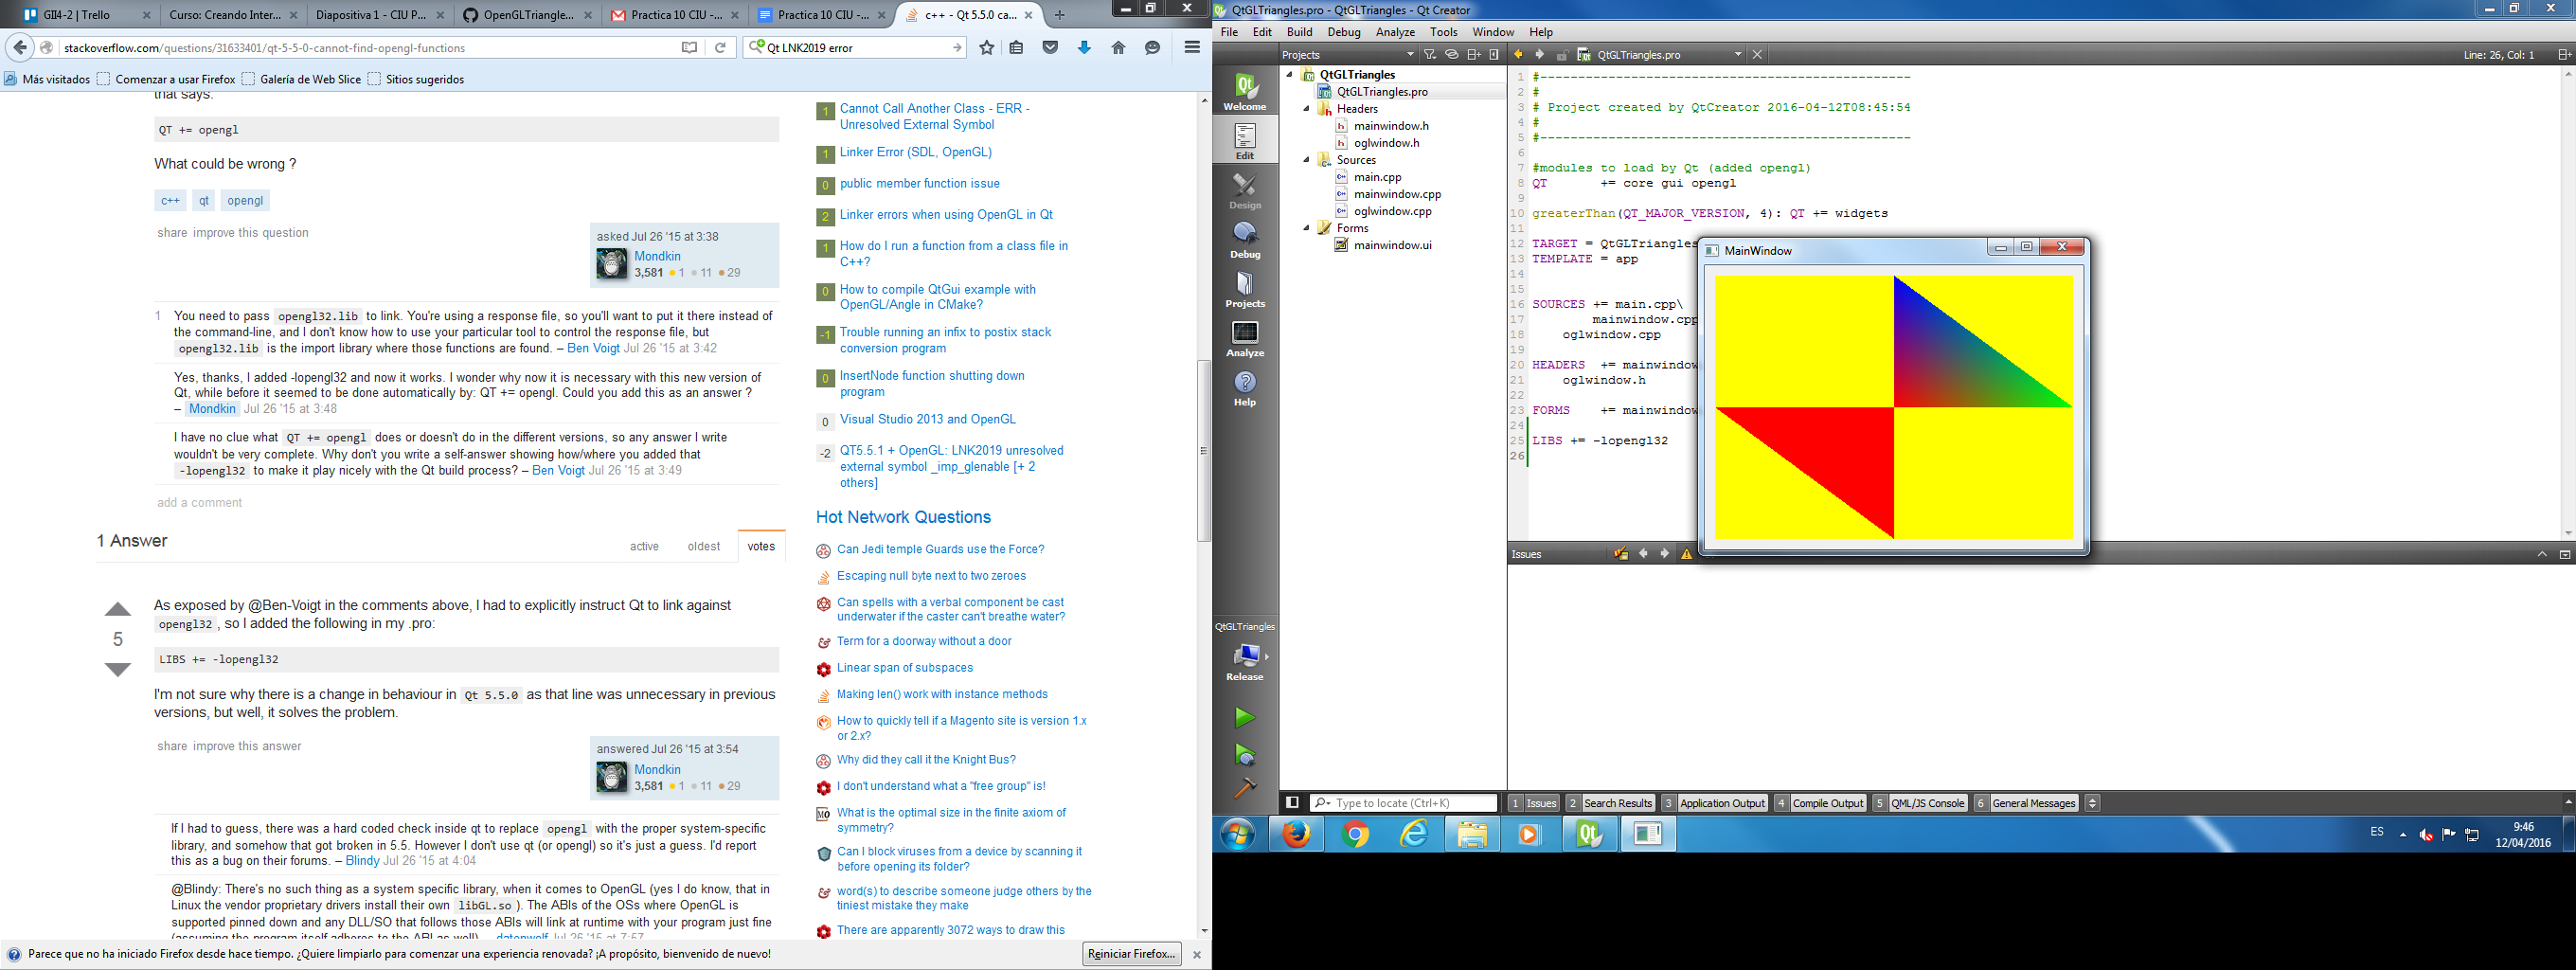 GII4-2 | Trello
Curso: Creando Inter...
Diapositiva 1 - CIU P...
OpenGLTriangle...
Practica 10 CIU -...
Practica 10 CIU -...
c++ - Qt 5.5.0 ca...
stackoverflow.com/questions/31633401/qt-5-5-0-cannot-find-opengl-functions
Qt LNK2019 error
Más visitados
Comenzar a usar Firefox
Galería de Web Slice
Sitios sugeridos
that says:
QT += opengl
What could be wrong ?
c++ qt opengl
share improve this question
asked Jul 26 '15 at 3:38
Mondkin
3,581 1 11 29
1 You need to pass opengl32.lib to link. You're using a response file, so you'll want to put it there instead of
the command-line, and I don't know how to use your particular tool to control the response file, but
opengl32.lib is the import library where those functions are found. – Ben Voigt Jul 26 '15 at 3:42
Yes, thanks, I added -lopengl32 and now it works. I wonder why now it is necessary with this new version of
Qt, while before it seemed to be done automatically by: QT += opengl. Could you add this as an answer ?
– Mondkin Jul 26 '15 at 3:48
I have no clue what QT += opengl does or doesn't do in the different versions, so any answer I write
wouldn't be very complete. Why don't you write a self-answer showing how/where you added that
-lopengl32 to make it play nicely with the Qt build process? – Ben Voigt Jul 26 '15 at 3:49
add a comment
1 Answer
active oldest votes
As exposed by @Ben-Voigt in the comments above, I had to explicitly instruct Qt to link against
opengl32 , so I added the following in my .pro:
5
LIBS += -lopengl32
I'm not sure why there is a change in behaviour in Qt 5.5.0 as that line was unnecessary in previous
versions, but well, it solves the problem.
share improve this answer
answered Jul 26 '15 at 3:54
Mondkin
3,581 1 11 29
If I had to guess, there was a hard coded check inside qt to replace opengl with the proper system-specific
library, and somehow that got broken in 5.5. However I don't use qt (or opengl) so it's just a guess. I'd report
this as a bug on their forums. – Blindy Jul 26 '15 at 4:04
@Blindy: There's no such thing as a system specific library, when it comes to OpenGL (yes I do know, that in
Linux the vendor proprietary drivers install their own libGL.so ). The ABIs of the OSs where OpenGL is
supported pinned down and any DLL/SO that follows those ABIs will link at runtime with your program just fine
(assuming the program itself adheres to the ABI as well). – datenwolf Jul 26 '15 at 7:57
1 Cannot Call Another Class - ERR -
Unresolved External Symbol
1 Linker Error (SDL, OpenGL)
0 public member function issue
2 Linker errors when using OpenGL in Qt
1 How do I run a function from a class file in
C++?
0 How to compile QtGui example with
OpenGL/Angle in CMake?
-1 Trouble running an infix to postix stack
conversion program
0 InsertNode function shutting down
program
0 Visual Studio 2013 and OpenGL
-2 QT5.5.1 + OpenGL: LNK2019 unresolved
external symbol _imp_glenable [+ 2
others]
Hot Network Questions
Can Jedi temple Guards use the Force?
Escaping null byte next to two zeroes
Can spells with a verbal component be cast
underwater if the caster can't breathe water?
Term for a doorway without a door
Linear span of subspaces
Making len() work with instance methods
How to quickly tell if a Magento site is version 1.x
or 2.x?
Why did they call it the Knight Bus?
I don't understand what a "free group" is!
MO What is the optimal size in the finite axiom of
symmetry?
Can I block viruses from a device by scanning it
before opening its folder?
word(s) to describe someone judge others by the
tiniest mistake they make
There are apparently 3072 ways to draw this
Parece que no ha iniciado Firefox desde hace tiempo. ¿Quiere limpiarlo para comenzar una experiencia renovada? ¡A propósito, bienvenido de nuevo!
Reiniciar Firefox...
QtGLTriangles.pro - QtGLTriangles - Qt Creator
File Edit Build Debug Analyze Tools Window Help
Projects
QtGLTriangles.pro
Line: 26, Col: 1
Welcome
Edit
Design
Debug
Projects
Analyze
Help
QtGLTriangles
Release
QtGLTriangles
QtGLTriangles.pro
Headers
mainwindow.h
oglwindow.h
Sources
main.cpp
mainwindow.cpp
oglwindow.cpp
Forms
mainwindow.ui
1 #-------------------------------------------------
2 #
3 # Project created by QtCreator 2016-04-12T08:45:54
4 #
5 #-------------------------------------------------
6
7 #modules to load by Qt (added opengl)
8 QT += core gui opengl
9
10 greaterThan(QT_MAJOR_VERSION, 4): QT += widgets
11
12 TARGET = QtGLTriangles
13 TEMPLATE = app
14
15
16 SOURCES += main.cpp\
17 mainwindow.cpp
18 oglwindow.cpp
19
20 HEADERS += mainwindow
21 oglwindow.h
22
23 FORMS += mainwindow
24
25 LIBS += -lopengl32
26
MainWindow
Issues
Type to locate (Ctrl+K)
1 Issues
2 Search Results
3 Application Output
4 Compile Output
5 QML/JS Console
6 General Messages
ES
9:46
12/04/2016